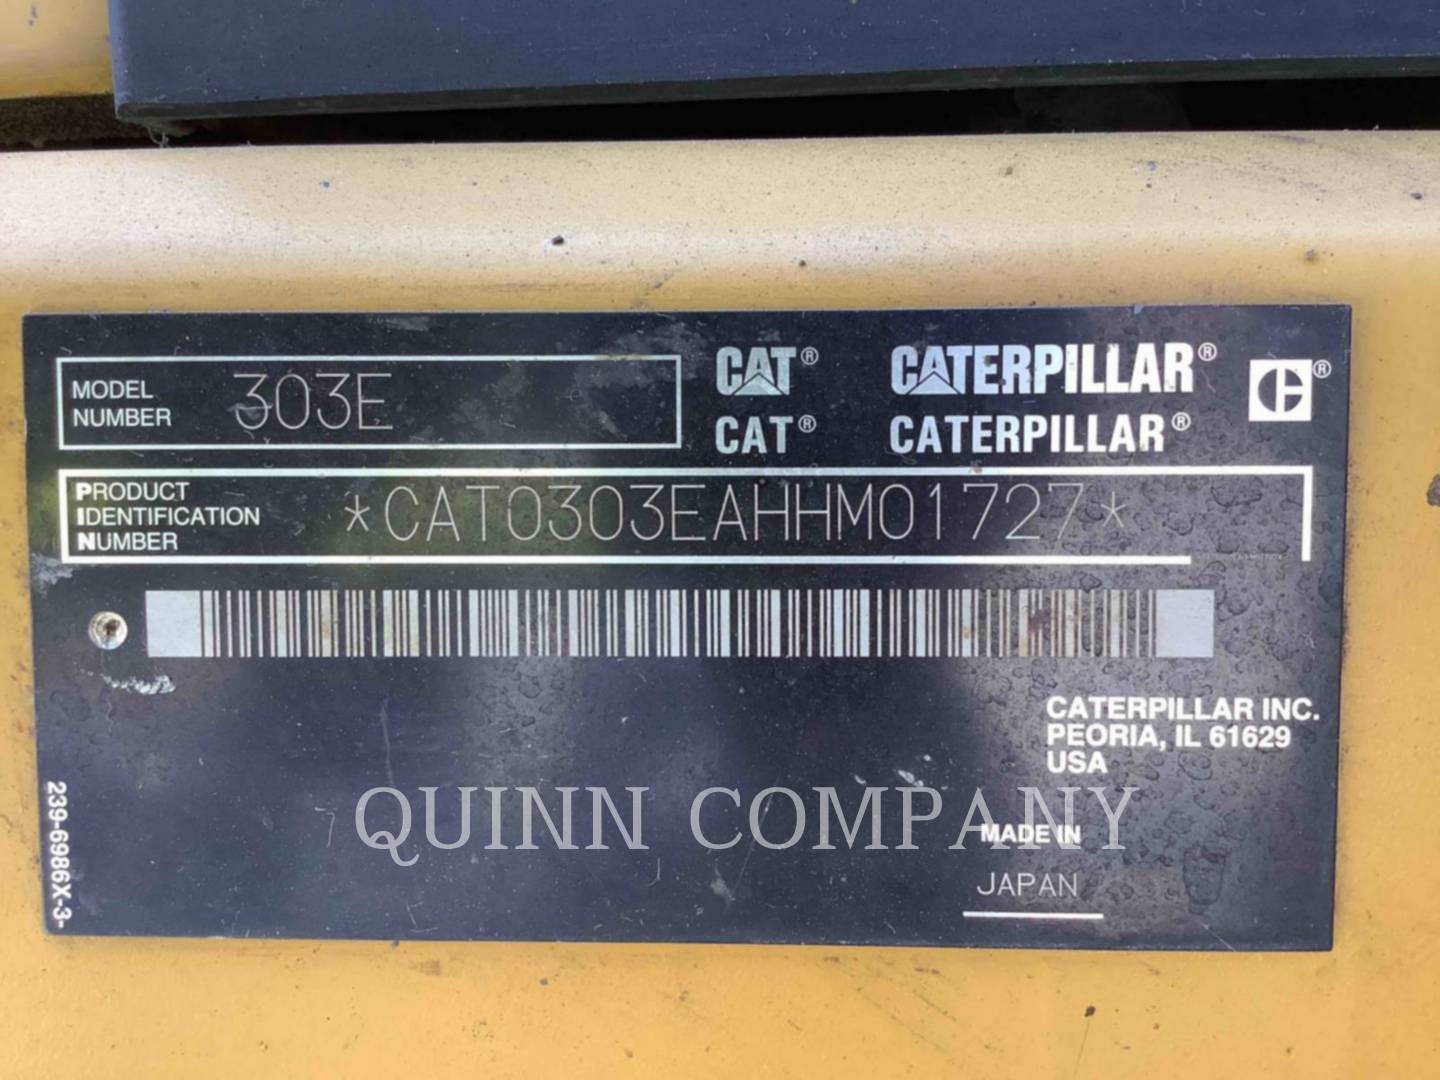 MODEL NUMBER 303E
CAT® CATERPILLAR® ®
CAT® CATERPILLAR®
PRODUCT IDENTIFICATION NUMBER *CAT0303EAHHM01727*
CATERPILLAR INC.
PEORIA, IL 61629
USA
QUINN COMPANY
MADE IN
JAPAN
239-6986X-3-